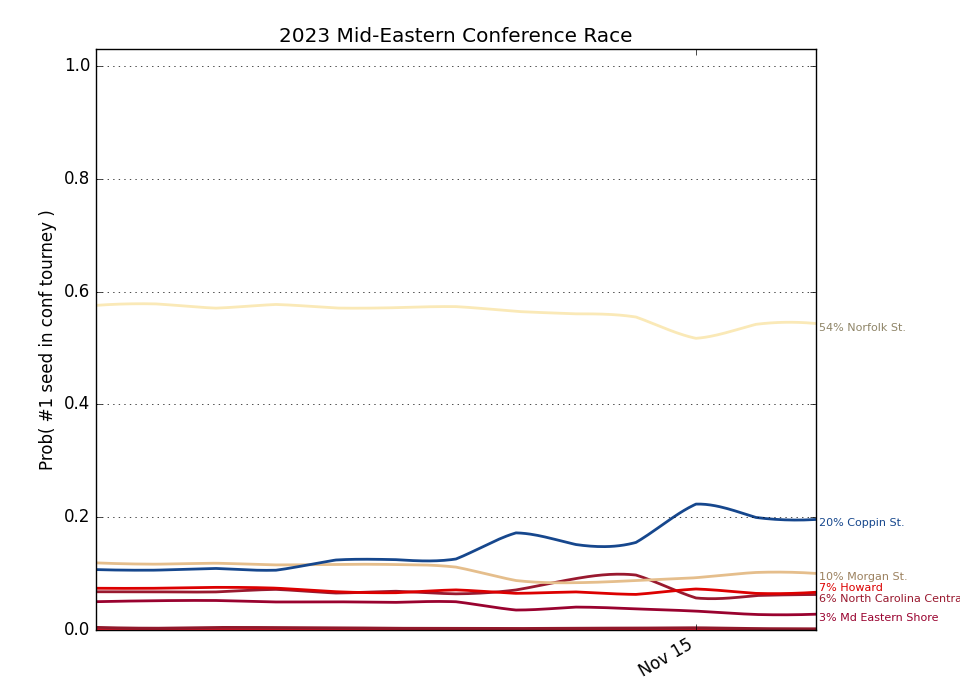 2023 Mid-Eastern Conference Race
Prob( #1 seed in conf tourney )
1.0
0.8
0.6
0.4
0.2
0.0
Nov 15
54% Norfolk St.
20% Coppin St.
10% Morgan St.
7% Howard
6% North Carolina Centra
3% Md Eastern Shore